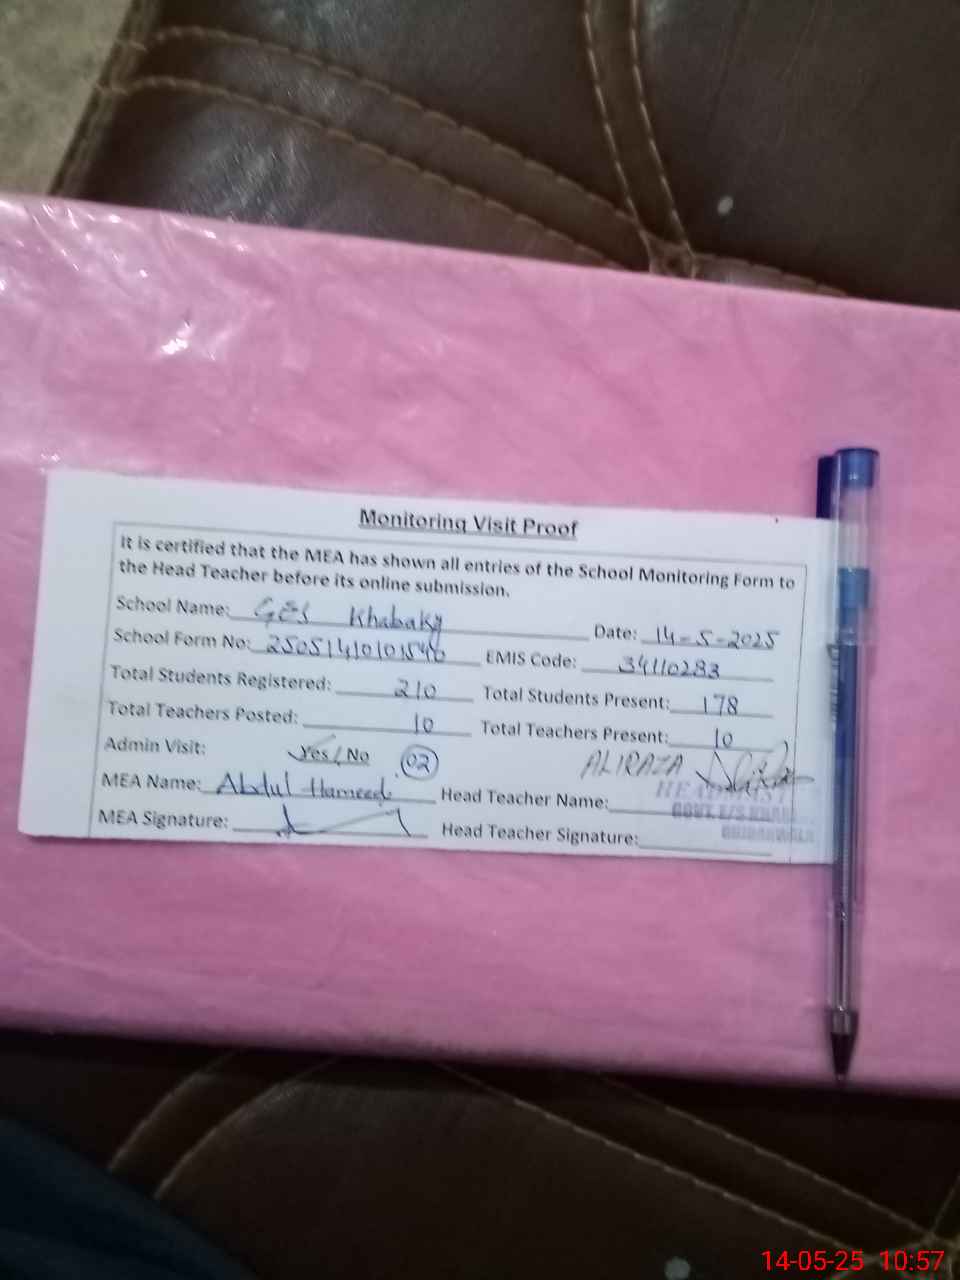 Monitoring Visit Proof
It is certified that the MEA has shown all entries of the School Monitoring Form to
the Head Teacher before its online submission.
School Name: GES Khabaky Date: 14-5-2025
School Form No: EMIS Code: 34110283
Total Students Registered: 210 Total Students Present: 178
Total Teachers Posted: 10 Total Teachers Present: 10
Admin Visit: Yes / No 02
ALI RAZA
MEA Name: Abdul Hameed Head Teacher Name:
GOVT. E/S
MEA Signature: Head Teacher Signature:
14-05-25 10:57